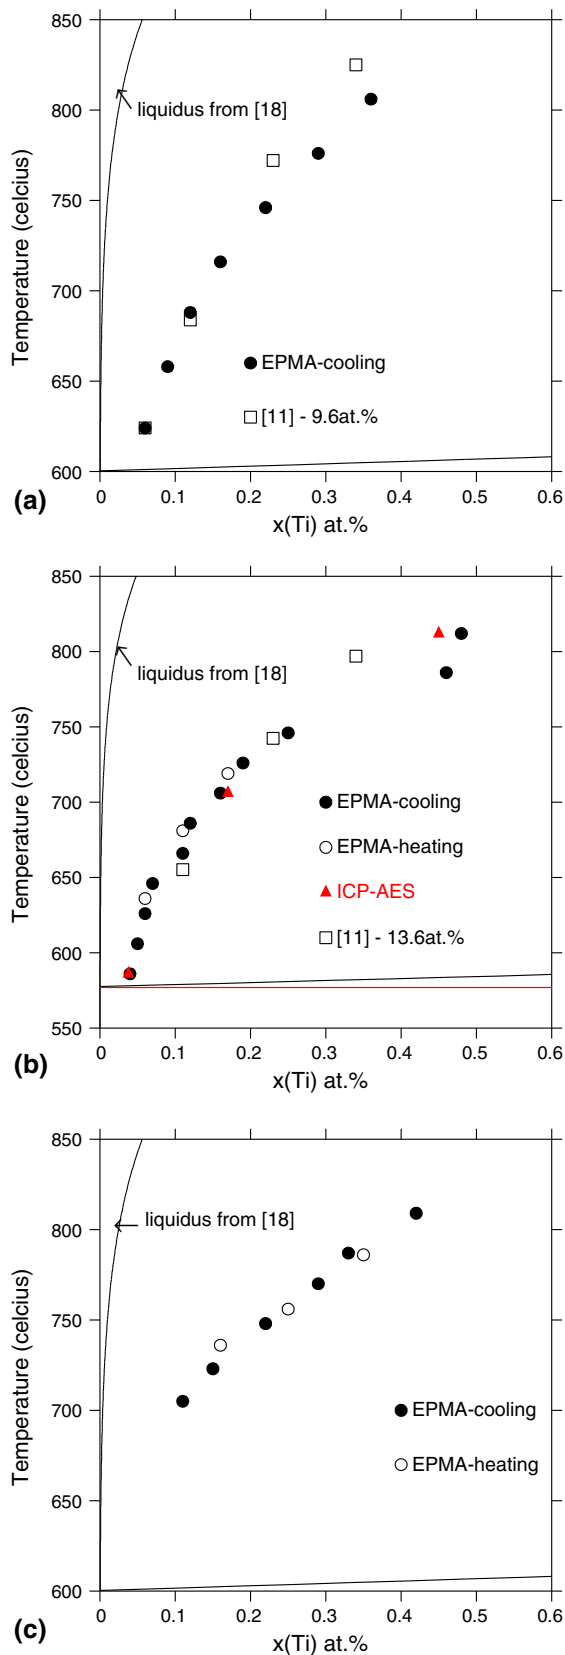 850
800
750
700
650
600
Temperature (celcius)
liquidus from [18]
EPMA-cooling
[11] - 9.6at.%
0 0.1 0.2 0.3 0.4 0.5 0.6
x(Ti) at.%
(a)
850
800
750
700
650
600
550
Temperature (celcius)
liquidus from [18]
EPMA-cooling
EPMA-heating
ICP-AES
[11] - 13.6at.%
0 0.1 0.2 0.3 0.4 0.5 0.6
x(Ti) at.%
(b)
850
800
750
700
650
600
Temperature (celcius)
liquidus from [18]
EPMA-cooling
EPMA-heating
0 0.1 0.2 0.3 0.4 0.5 0.6
x(Ti) at.%
(c)